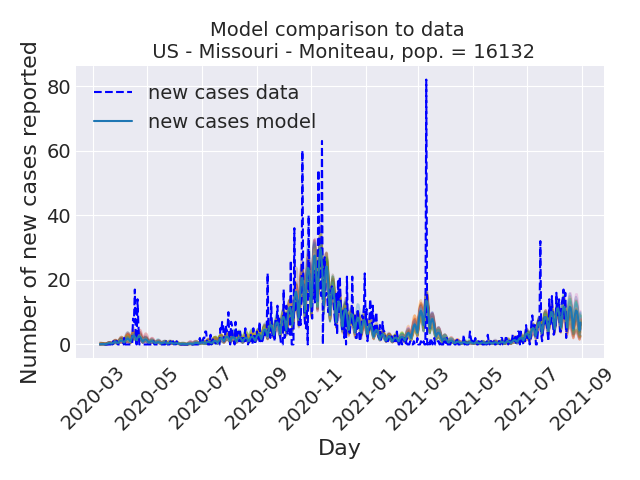 Model comparison to data
US - Missouri - Moniteau, pop. = 16132
Number of new cases reported
80
60
40
20
0
new cases data
new cases model
2020-03
2020-05
2020-07
2020-09
2020-11
2021-01
2021-03
2021-05
2021-07
2021-09
Day